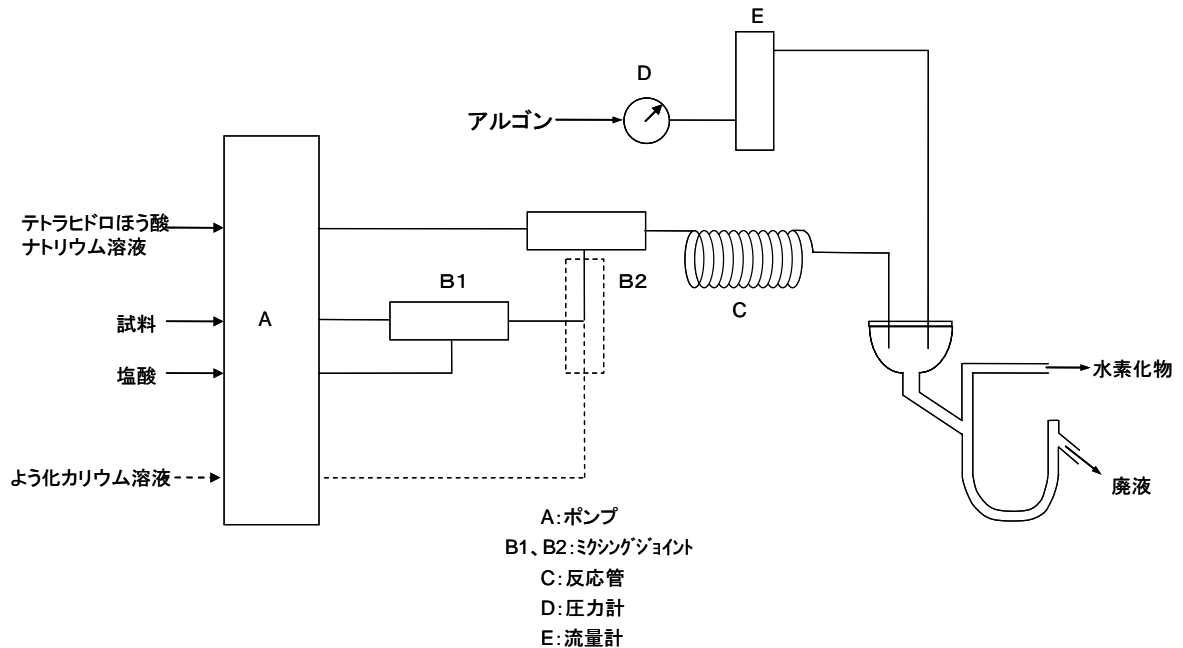 E
D
アルゴン
テトラヒドロほう酸
ナトリウム溶液
B1
B2
A
C
試料
塩酸
水素化物
よう化カリウム溶液
廃液
A:ポンプ
B1、B2:ミクシングジョイント
C:反応管
D:圧力計
E:流量計